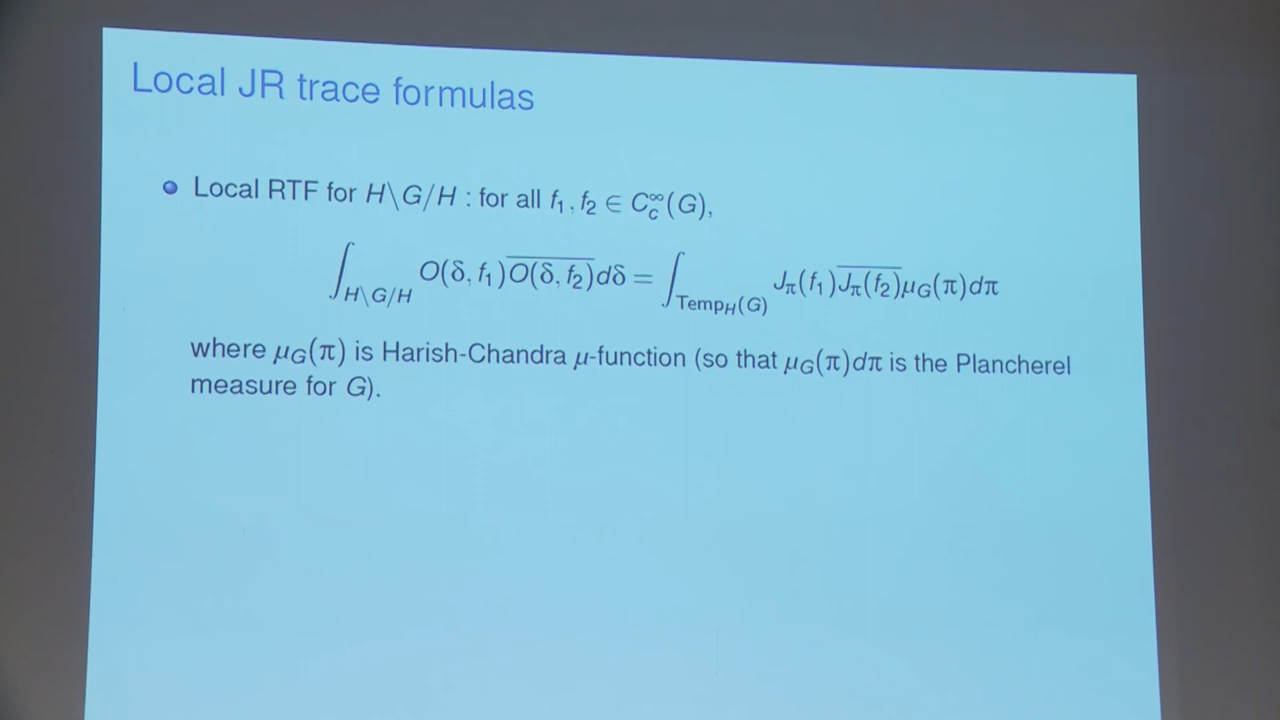 Local JR trace formulas
Local RTF for H\G/H : for all f₁, f₂ ∈ C_c^∞(G),
∫_{H\G/H} O(δ, f₁)\overline{O(δ, f₂)}dδ = ∫_{Temp_H(G)} J_π(f₁)\overline{J_π(f₂)}μ_G(π)dπ
where μ_G(π) is Harish-Chandra μ-function (so that μ_G(π)dπ is the Plancherel
measure for G).